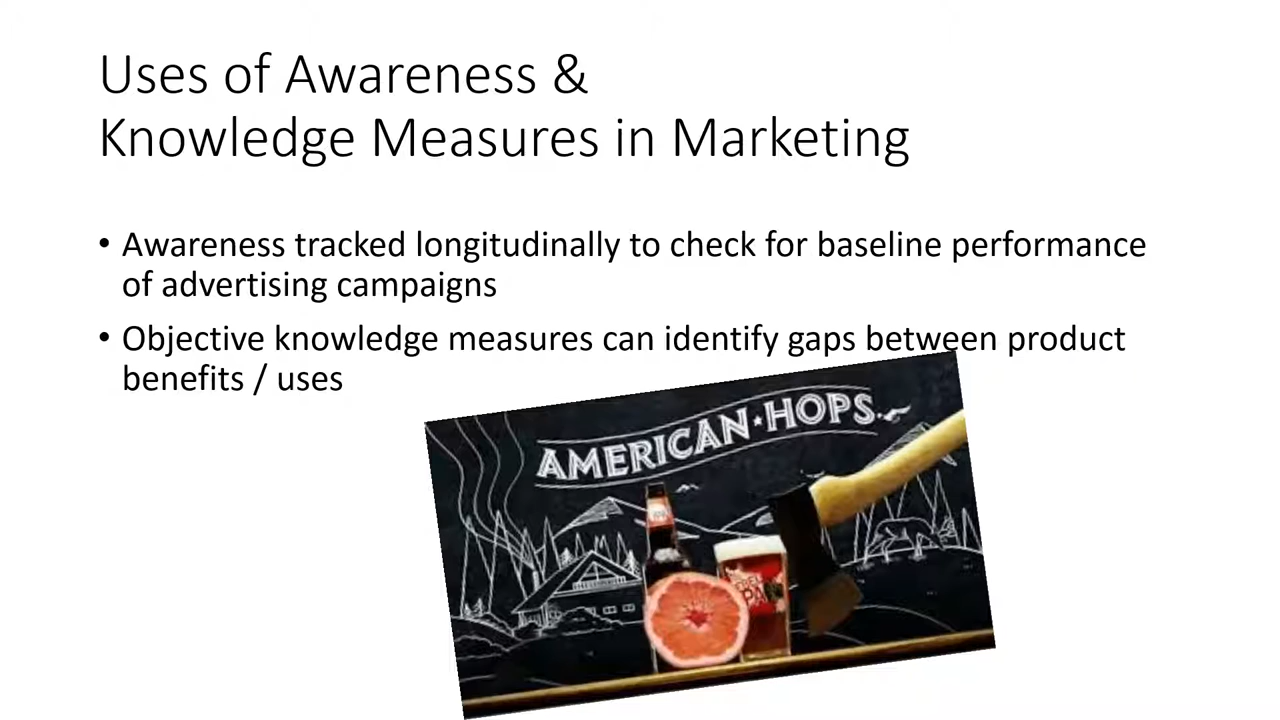 Uses of Awareness &
Knowledge Measures in Marketing
• Awareness tracked longitudinally to check for baseline performance
of advertising campaigns
• Objective knowledge measures can identify gaps between product
benefits / uses
AMERICAN★HOPS